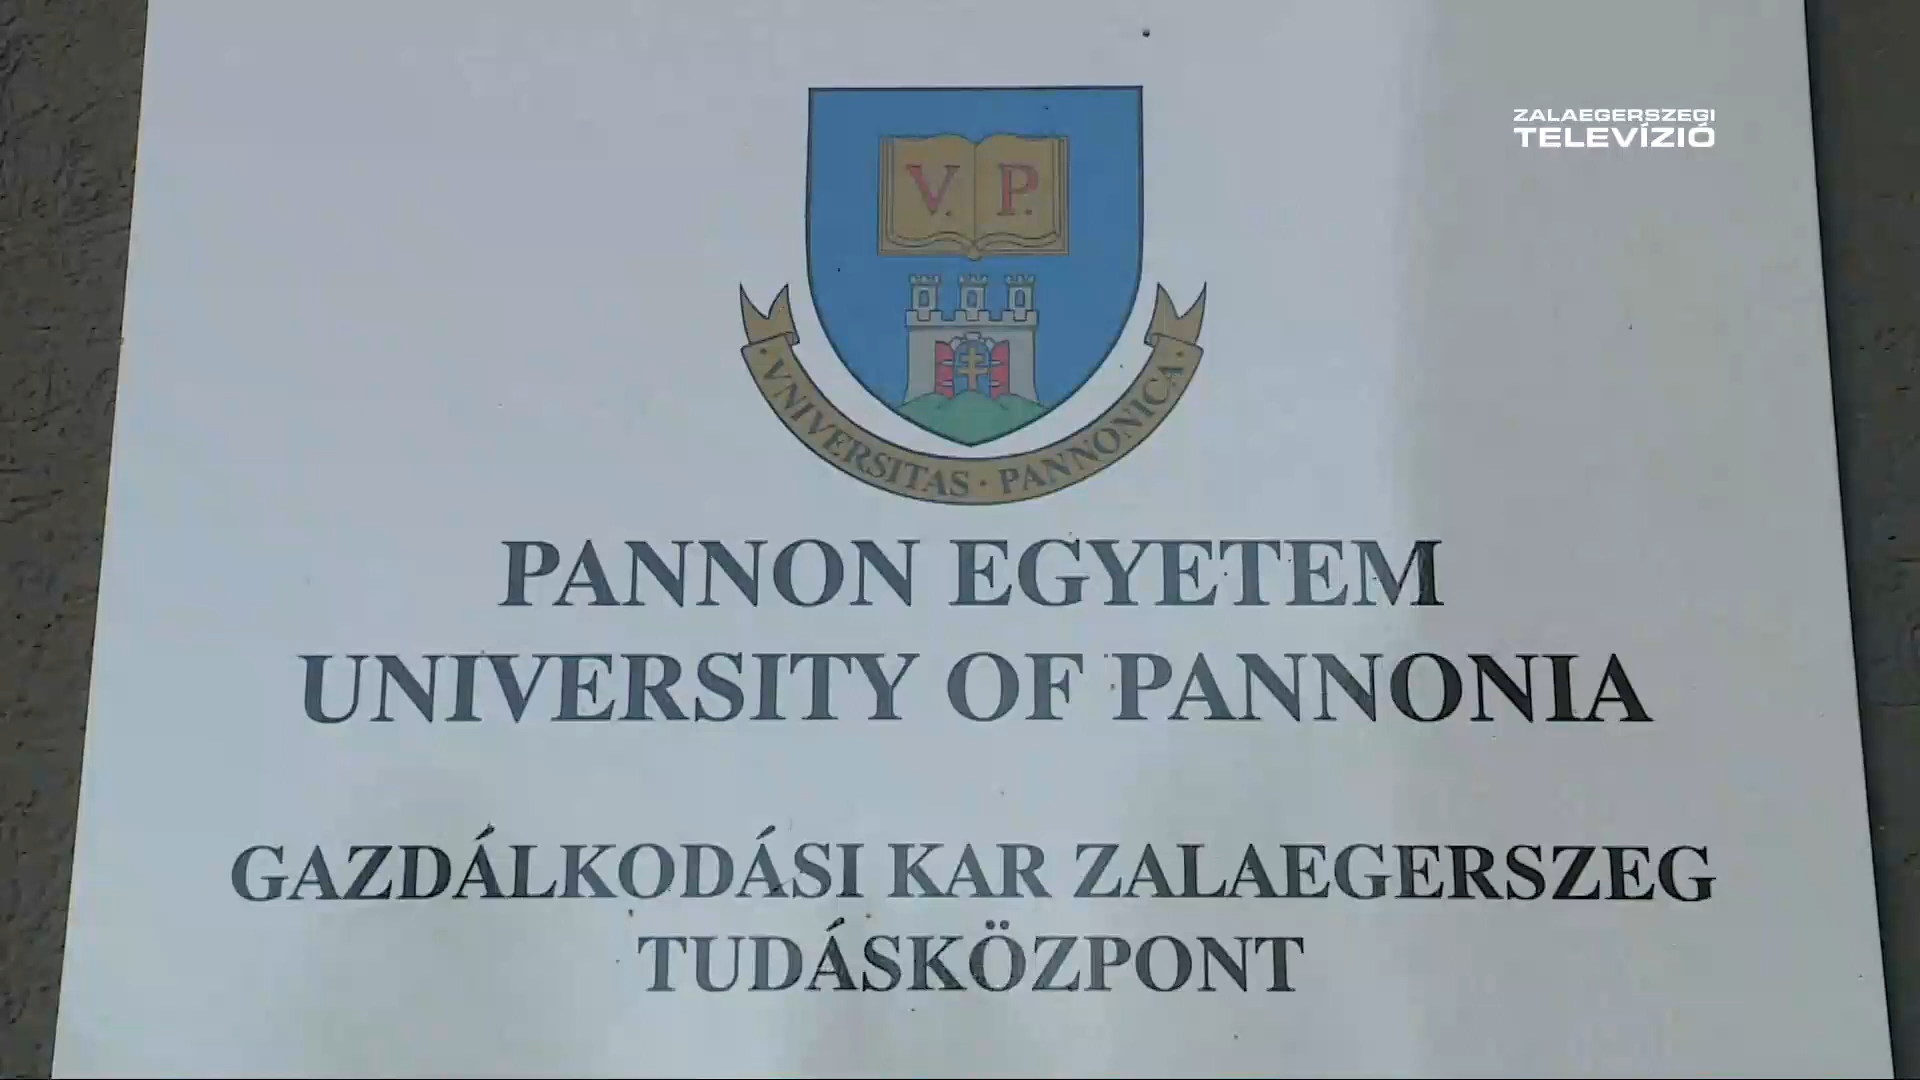 ZALAEGERSZEGI
TELEVÍZIÓ
V. P.
VNIVERSITAS · PANNONICA
PANNON EGYETEM
UNIVERSITY OF PANNONIA
GAZDÁLKODÁSI KAR ZALAEGERSZEG
TUDÁSKÖZPONT